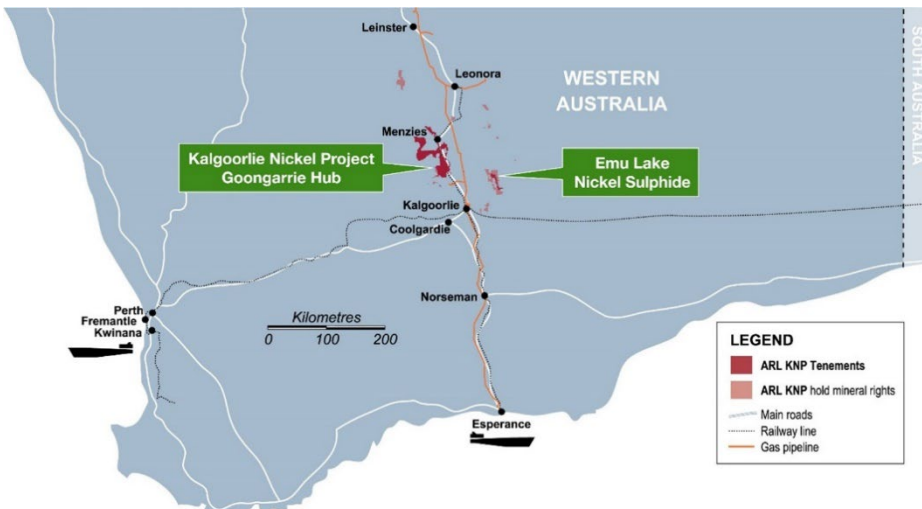 Leinster
Leonora
WESTERN
AUSTRALIA
SOUTH AUSTRALIA
Menzies
Kalgoorlie Nickel Project
Goongarrie Hub
Emu Lake
Nickel Sulphide
Kalgoorlie
Coolgardie
Norseman
Perth
Fremantle
Kwinana
Kilometres
0 100 200
Esperance
LEGEND
ARL KNP Tenements
ARL KNP hold mineral rights
Main roads
Railway line
Gas pipeline